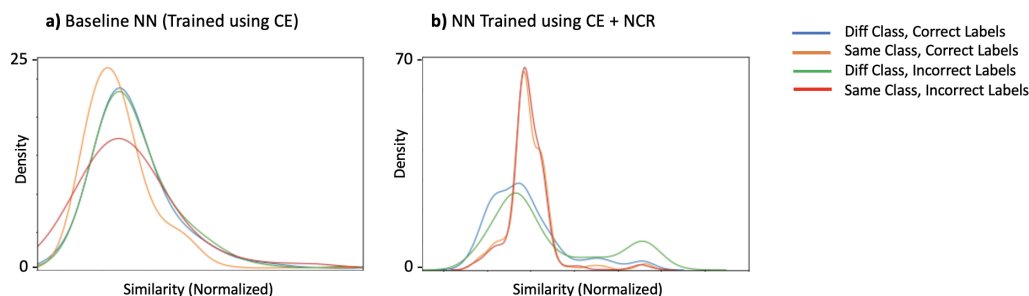 a) Baseline NN (Trained using CE)
25
Density
0
Similarity (Normalized)
b) NN Trained using CE + NCR
70
Density
0
Similarity (Normalized)
Diff Class, Correct Labels
Same Class, Correct Labels
Diff Class, Incorrect Labels
Same Class, Incorrect Labels